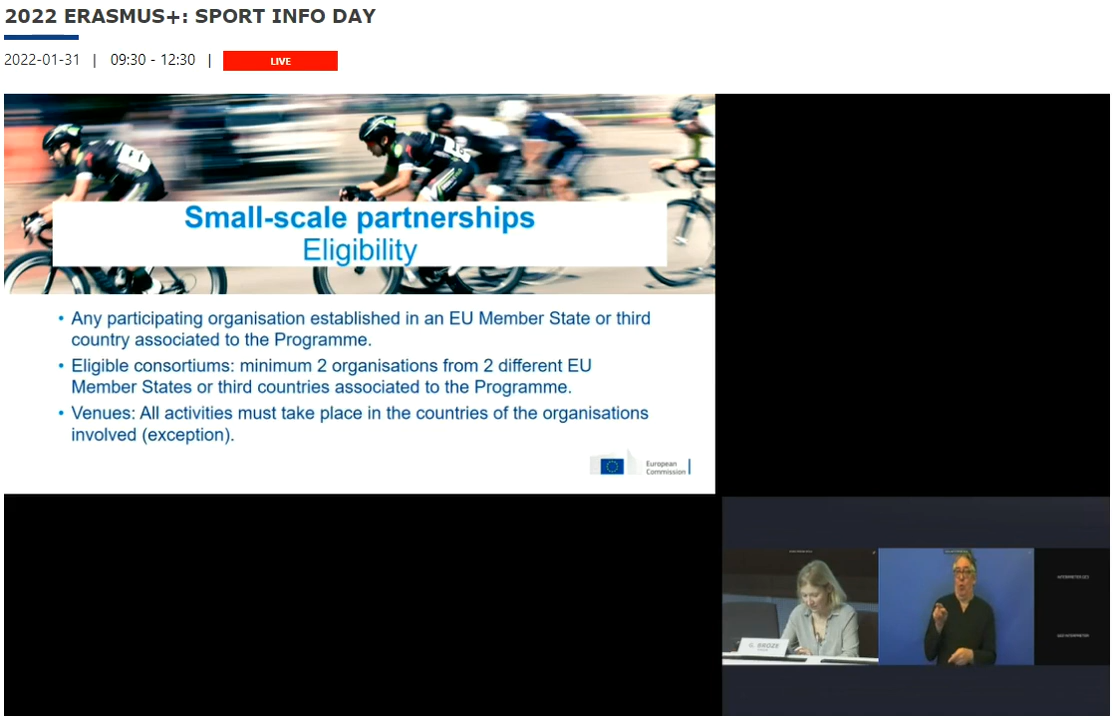 2022 ERASMUS+: SPORT INFO DAY
2022-01-31 | 09:30 - 12:30 | LIVE
Small-scale partnerships
Eligibility
• Any participating organisation established in an EU Member State or third
country associated to the Programme.
• Eligible consortiums: minimum 2 organisations from 2 different EU
Member States or third countries associated to the Programme.
• Venues: All activities must take place in the countries of the organisations
involved (exception).
European
Commission
G. BROZE